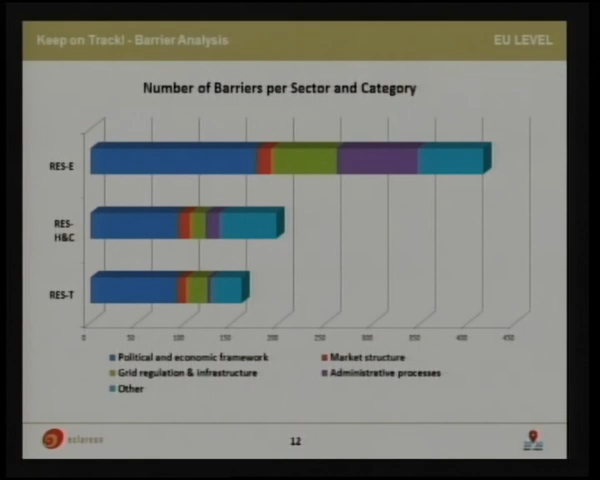 Keep on Track! - Barrier Analysis
EU LEVEL
Number of Barriers per Sector and Category
RES-E
RES-
H&C
RES-T
0 50 100 150 200 250 300 350 400 450
Political and economic framework
Market structure
Grid regulation & infrastructure
Administrative processes
Other
eclareon
12